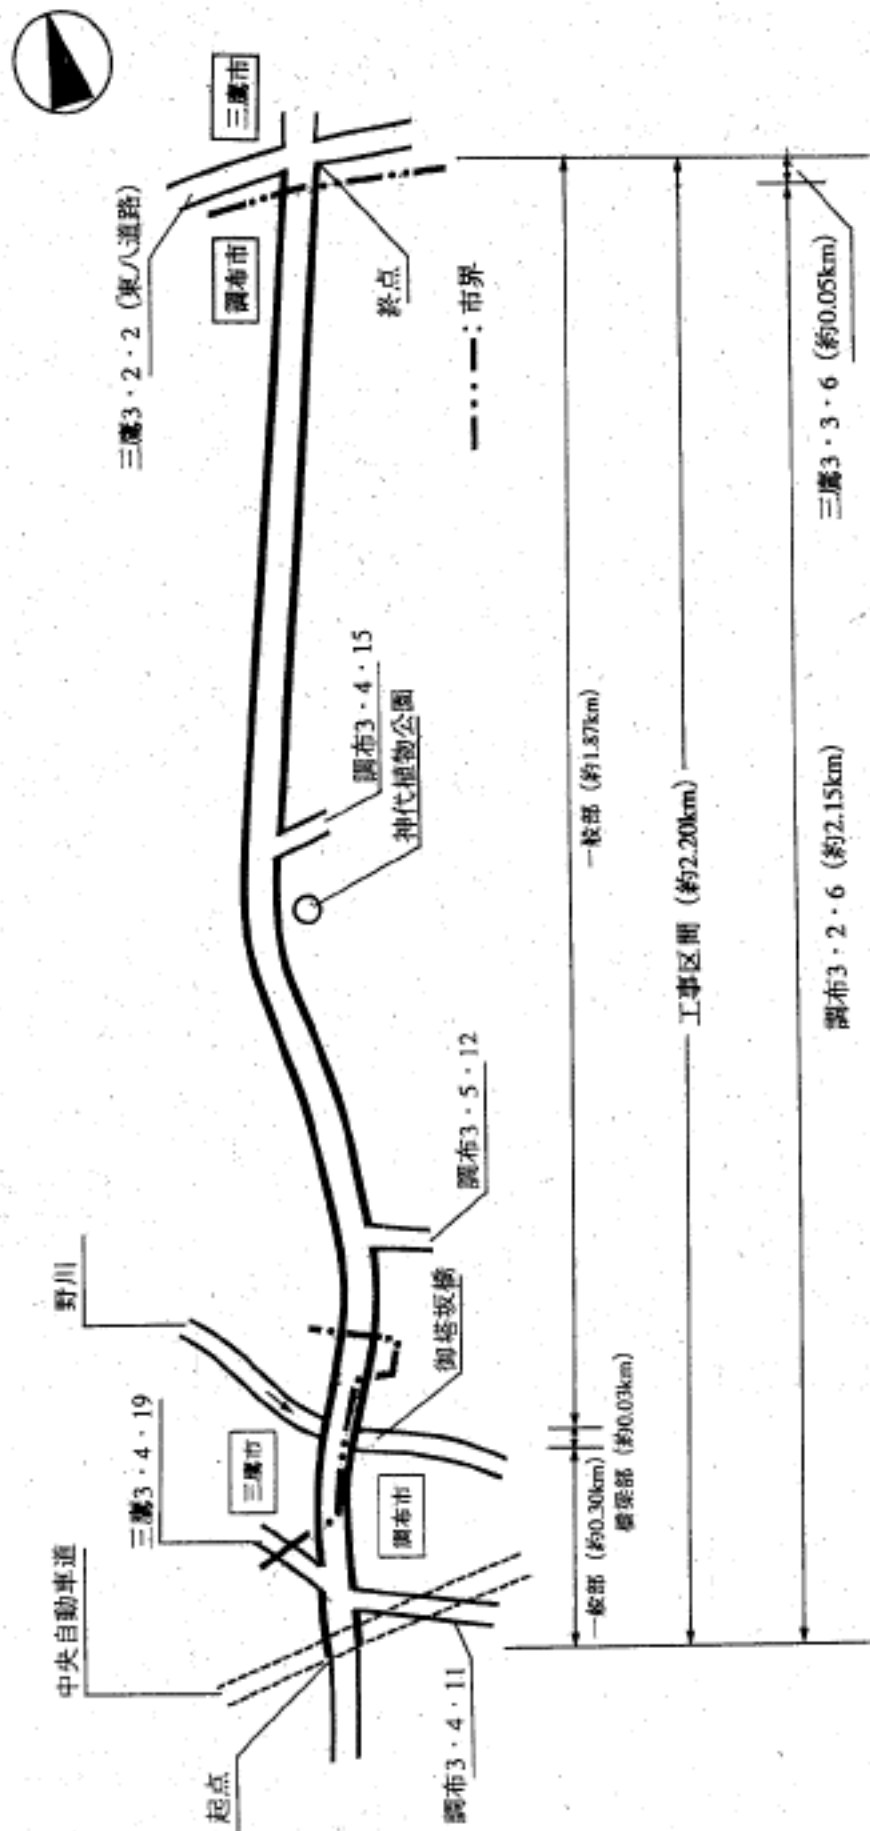 三鷹市
三鷹3・2・2（東八道路）
調布市
終点
：市界
調布3・4・15
神代植物公園
調布3・5・12
野川
御塔坂橋
三鷹3・4・19
三鷹市
調布市
中央自動車道
起点
調布3・4・11
一般部（約1.87km）
一般部（約0.30km）
橋梁部（約0.03km）
工事区間（約2.20km）
三鷹3・3・6（約0.05km）
調布3・2・6（約2.15km）